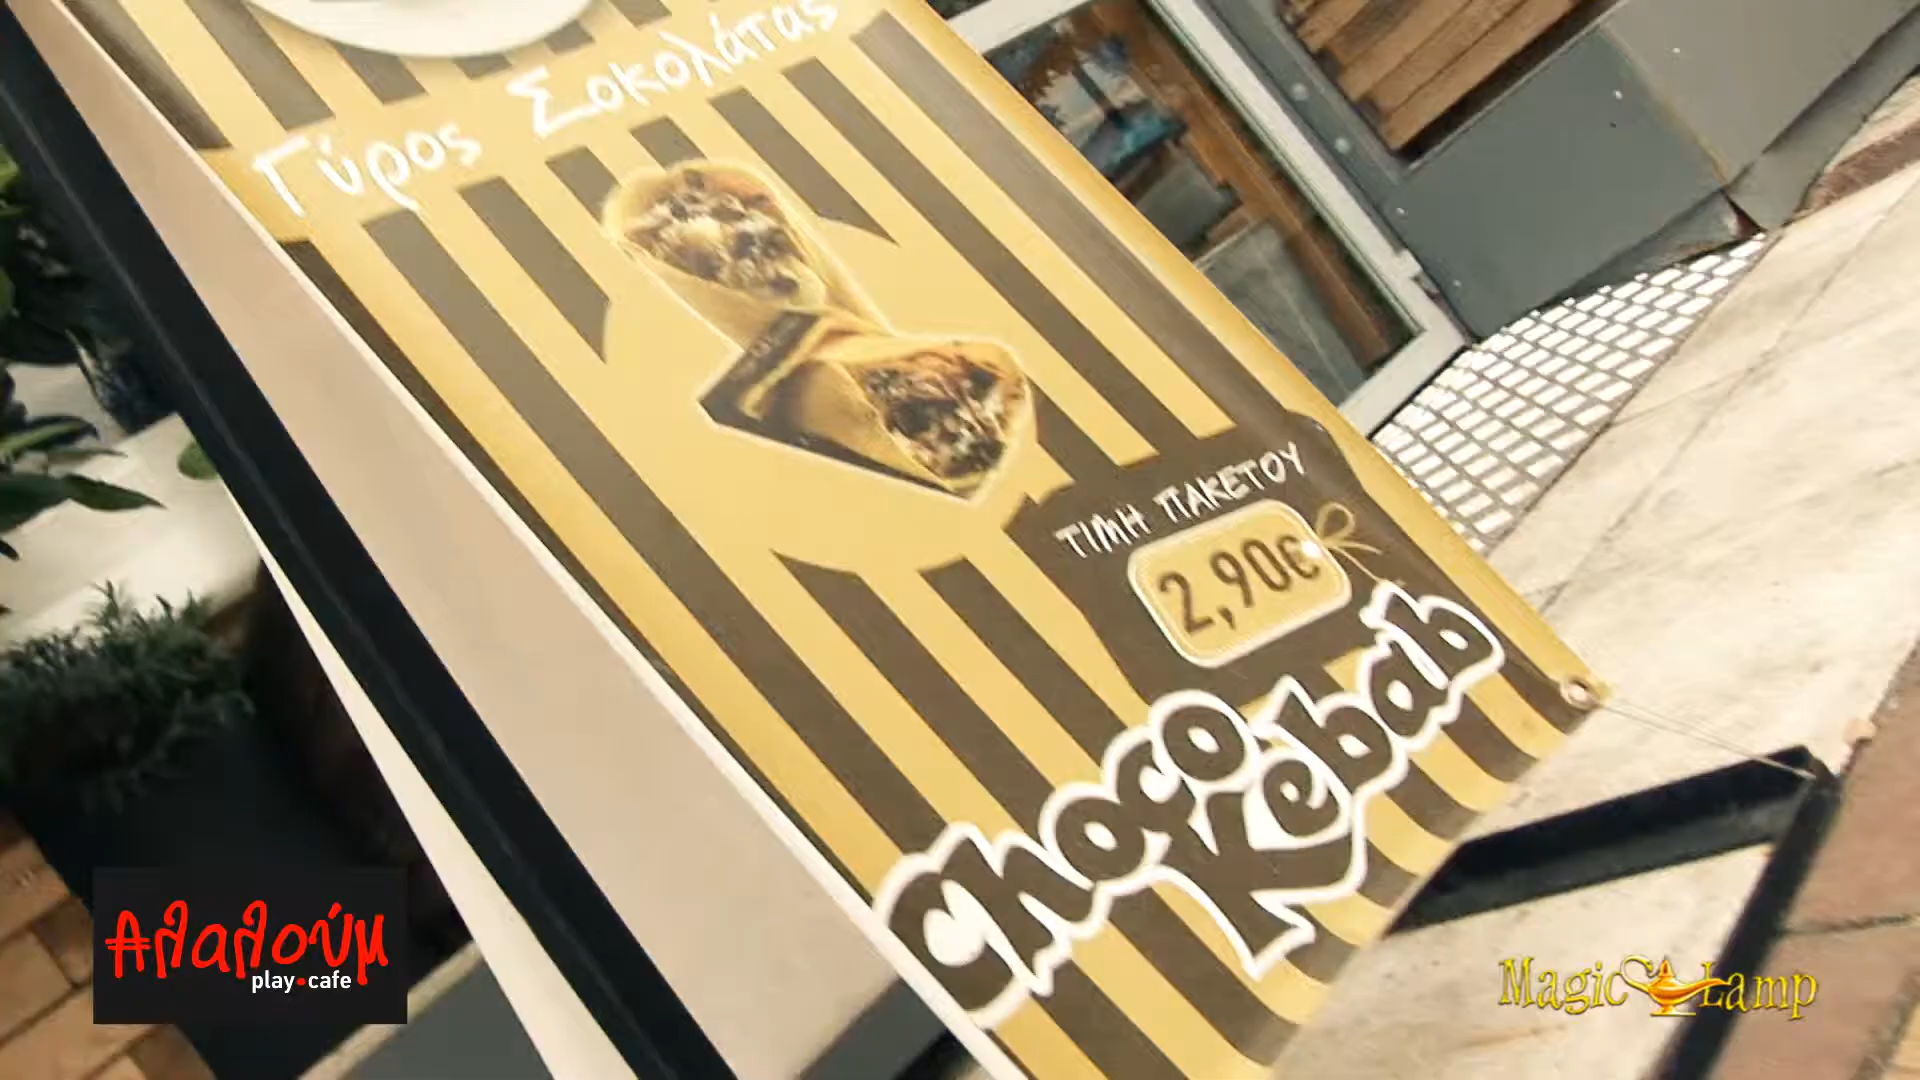 Γύρος Σοκολάτας
ΤΙΜΗ ΠΑΚΕΤΟΥ
2,90€
Choco
Kebab
Αλαλούμ
play•cafe
Magic Lamp